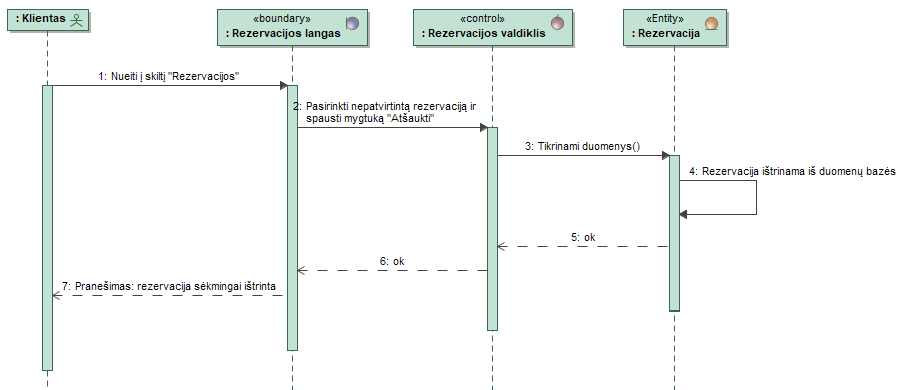 : Klientas
«boundary»
: Rezervacijos langas
«control»
: Rezervacijos valdiklis
«Entity»
: Rezervacija
1: Nueiti į skiltį "Rezervacijos"
2: Pasirinkti nepatvirtintą rezervaciją ir
spausti mygtuką "Atšaukti"
3: Tikrinami duomenys()
4: Rezervacija ištrinama iš duomenų bazės
5: ok
6: ok
7: Pranešimas: rezervacija sėkmingai ištrinta